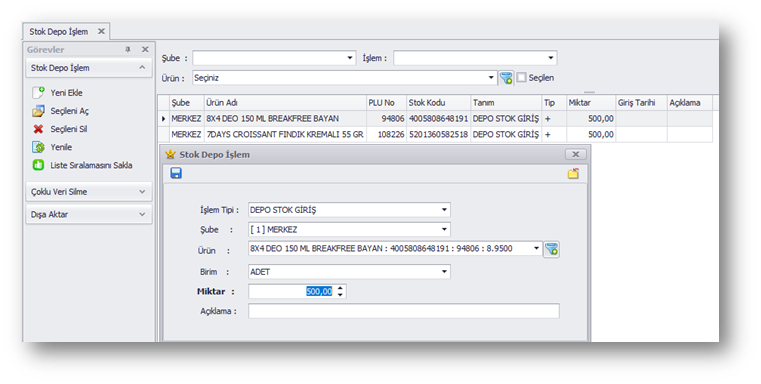 Stok Depo İşlem
Görevler
Stok Depo İşlem
Yeni Ekle
Seçileni Aç
Seçileni Sil
Yenile
Liste Sıralamasını Sakla
Çoklu Veri Silme
Dışa Aktar
Şube :
İşlem :
Ürün : Seçiniz
Seçilen
Şube Ürün Adı PLU No Stok Kodu Tanım Tip Miktar Giriş Tarihi Açıklama
MERKEZ 8X4 DEO 150 ML BREAKFREE BAYAN 94806 4005808648191 DEPO STOK GİRİŞ + 500,00
MERKEZ 7DAYS CROISSANT FINDIK KREMALI 55 GR 108226 5201360582518 DEPO STOK GİRİŞ + 500,00
Stok Depo İşlem
İşlem Tipi : DEPO STOK GİRİŞ
Şube : [ 1 ] MERKEZ
Ürün : 8X4 DEO 150 ML BREAKFREE BAYAN : 4005808648191 : 94806 : 8.9500
Birim : ADET
Miktar : 500,00
Açıklama :